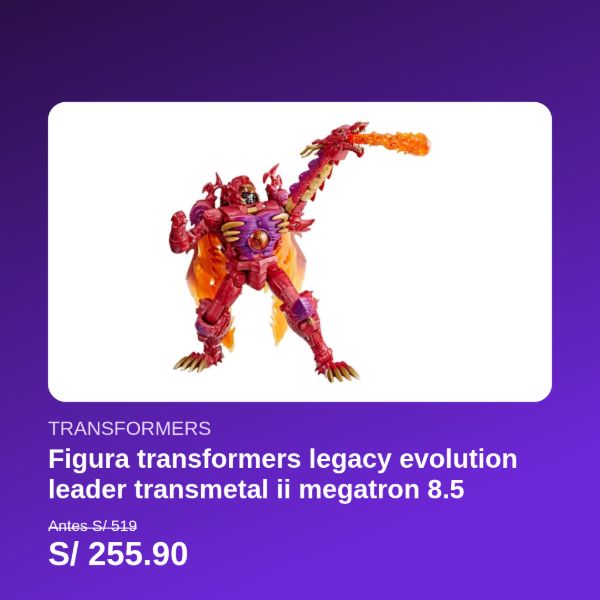 TRANSFORMERS
Figura transformers legacy evolution
leader transmetal ii megatron 8.5
Antes S/ 519
S/ 255.90